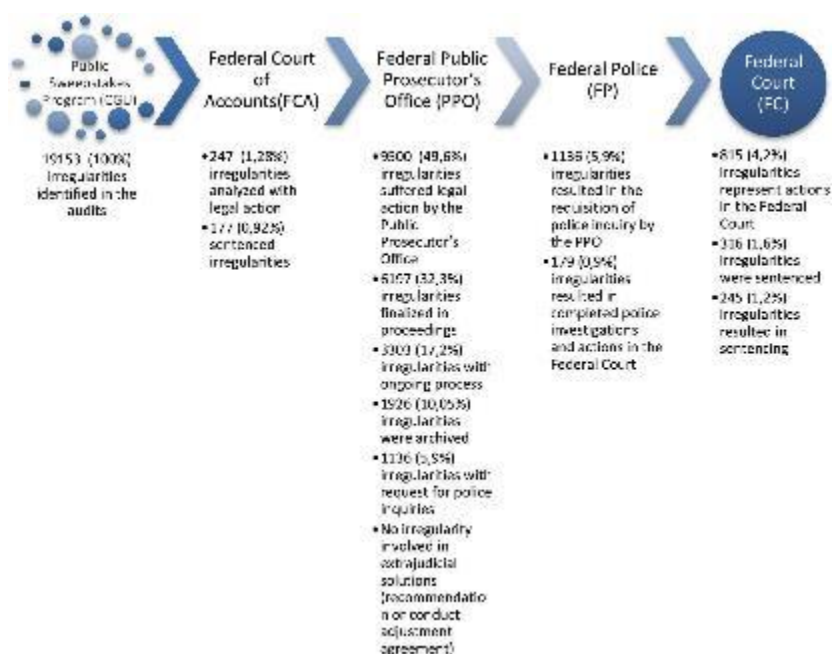 Public
Sweepstakes
Program (CGU)
19153 (100%)
irregularities
identified in the
audits
Federal Court
of
Accounts(FCA)
▪247 (1,28%)
irregularities
analyzed with
legal action
▪177 (0,92%)
sentenced
irregularities
Federal Public
Prosecutor's
Office (PPO)
▪9500 (49,6%)
irregularities
suffered legal
action by the
Public
Prosecutor's
Office
▪6197 (32,3%)
irregularities
finalized in
proceedings
▪3303 (17,2%)
irregularities with
ongoing process
▪1926 (10,05%)
irregularities
were archived
▪1136 (5,9%)
irregularities with
request for police
inquiries
▪No irregularity
involved in
extrajudicial
solutions
(recommendatio
n or conduct
adjustment
agreement)
Federal Police
(FP)
▪1136 (5,9%)
irregularities
resulted in the
requisition of
police inquiry by
the PPO
▪179 (0,9%)
irregularities
resulted in
completed police
investigations
and actions in the
Federal Court
Federal
Court
(FC)
▪815 (4,2%)
irregularities
represent actions
in the Federal
Court
▪316 (1,6%)
irregularities
were sentenced
▪245 (1,2%)
irregularities
resulted in
sentencing